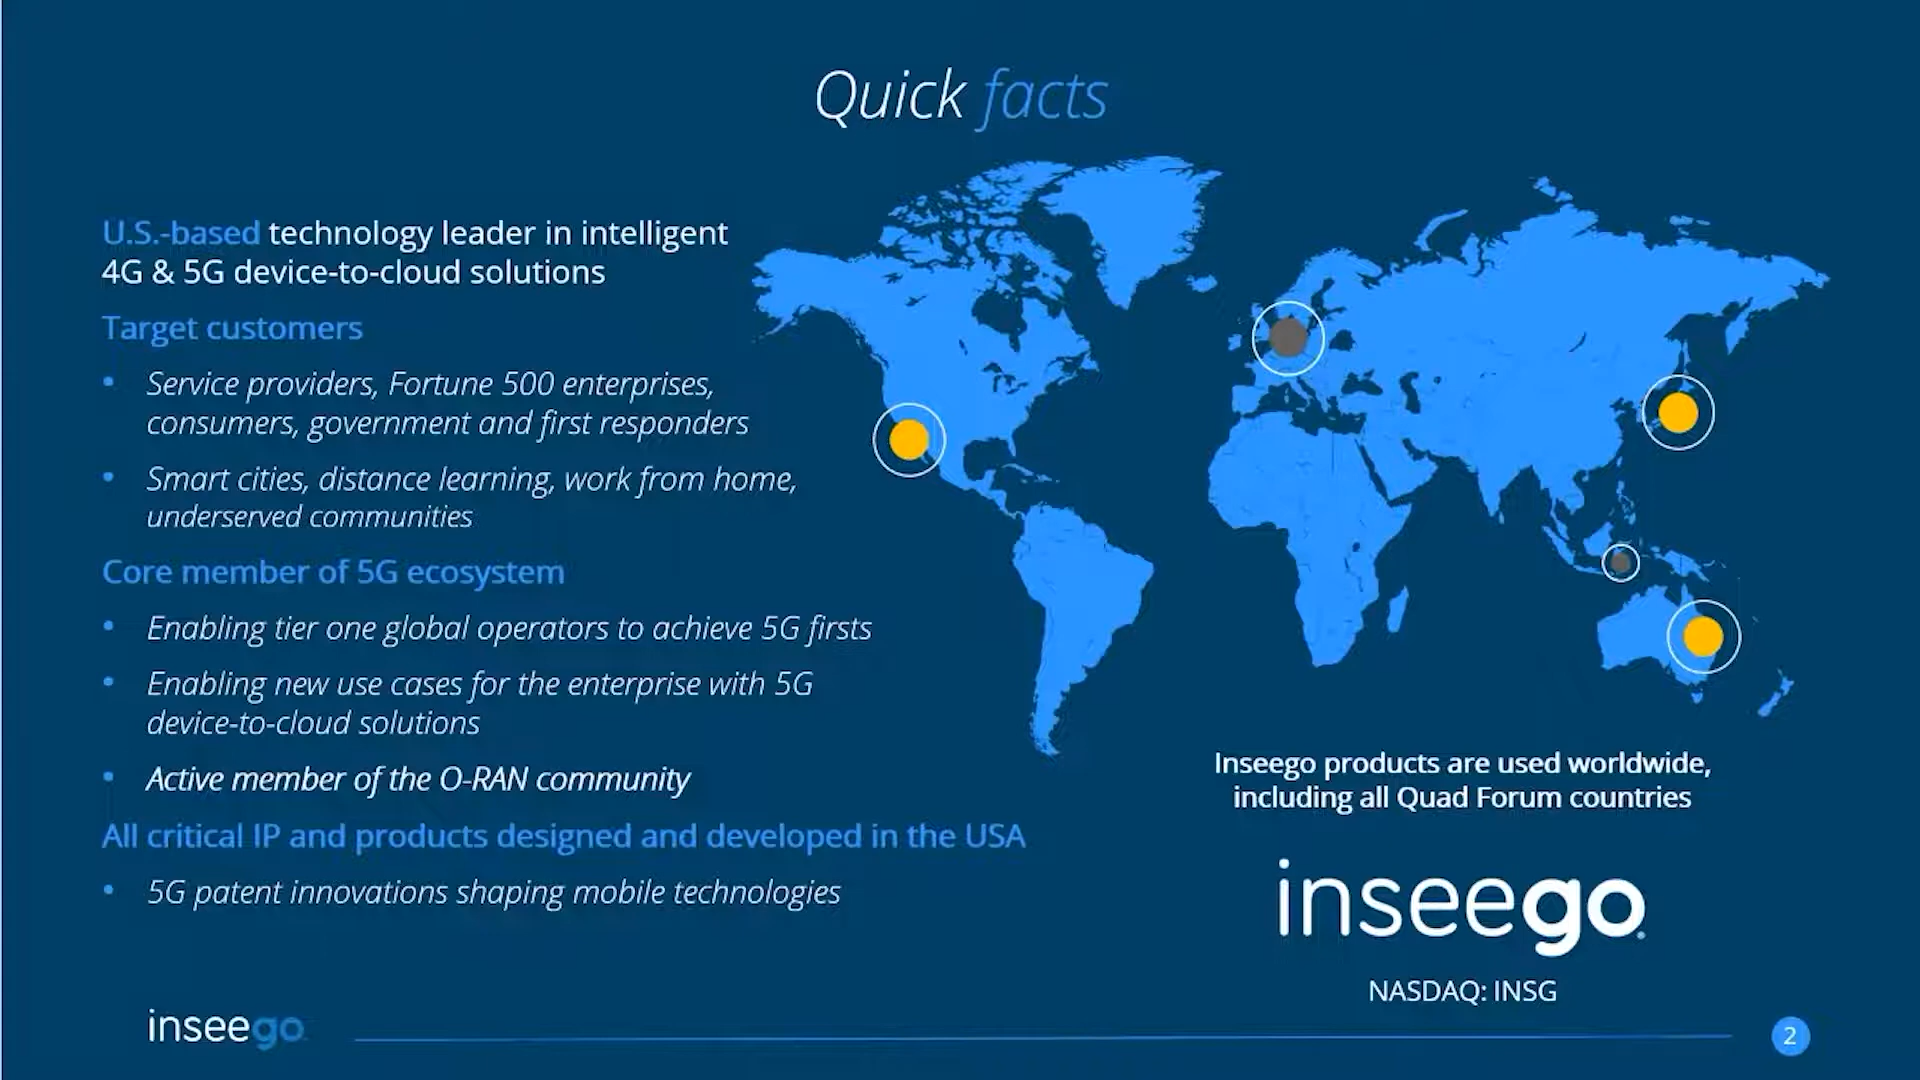 Quick facts
U.S.-based technology leader in intelligent
4G & 5G device-to-cloud solutions
Target customers
• Service providers, Fortune 500 enterprises,
consumers, government and first responders
• Smart cities, distance learning, work from home,
underserved communities
Core member of 5G ecosystem
• Enabling tier one global operators to achieve 5G firsts
• Enabling new use cases for the enterprise with 5G
device-to-cloud solutions
• Active member of the O-RAN community
All critical IP and products designed and developed in the USA
• 5G patent innovations shaping mobile technologies
Inseego products are used worldwide,
including all Quad Forum countries
inseego
NASDAQ: INSG
inseego
2